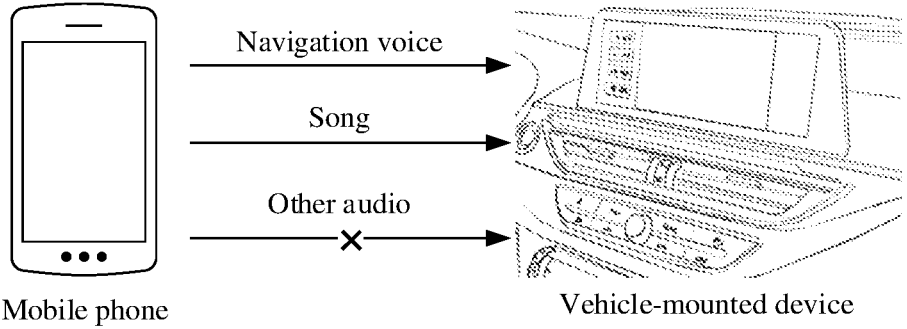 Navigation voice
Song
Other audio
Mobile phone
Vehicle-mounted device